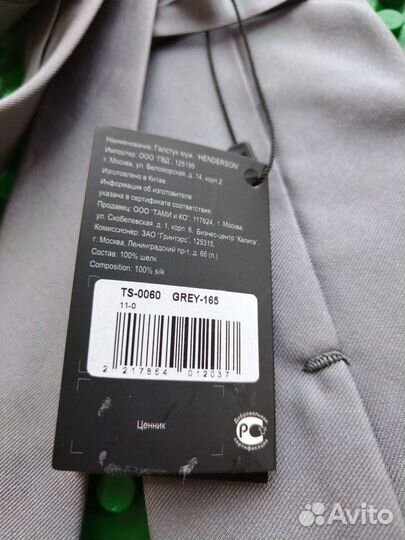 Наименование: Галстук муж. "HENDERSON"
Импортер: ООО "ГВД", 125195
г. Москва, ул. Беломорская, д. 14, корп.2
Изготовлено в Китае.
Информация об изготовителе
указана в сертификате соответствия.
Продавец: ООО "ТАМИ и КО", 117624, г. Москва
ул. Скобелевская, д. 1, корп. 6, Бизнес-центр "Калита".
Комиссионер: ЗАО "Гринтэрс", 125315,
г. Москва, Ленинградский пр-т, д. 66 (п.)
Состав: 100% шелк
Composition: 100% silk
TS-0060 GREY-165
11-0
2 217854 012037
Ценник
Добровольная
РСТ
сертификация
Avito